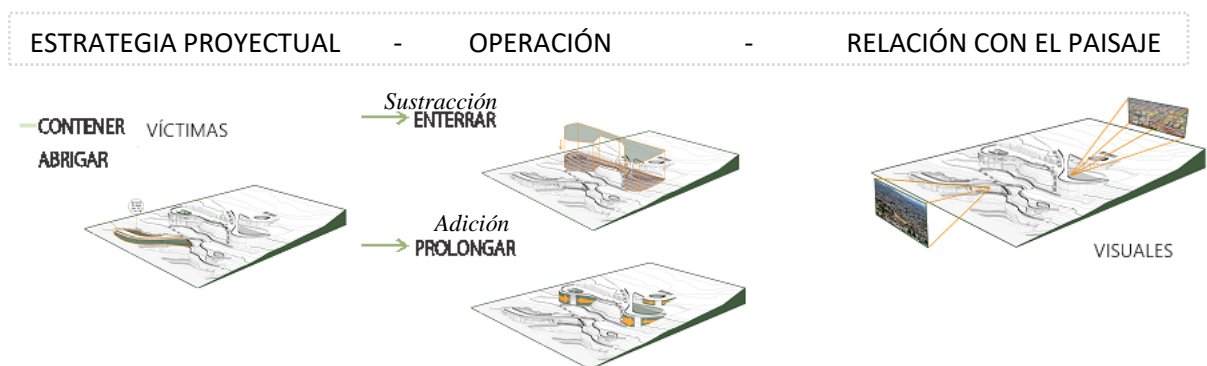 ESTRATEGIA PROYECTUAL - OPERACIÓN - RELACIÓN CON EL PAISAJE
CONTENER VÍCTIMAS
ABRIGAR
Sustracción
ENTERRAR
Adición
PROLONGAR
VISUALES